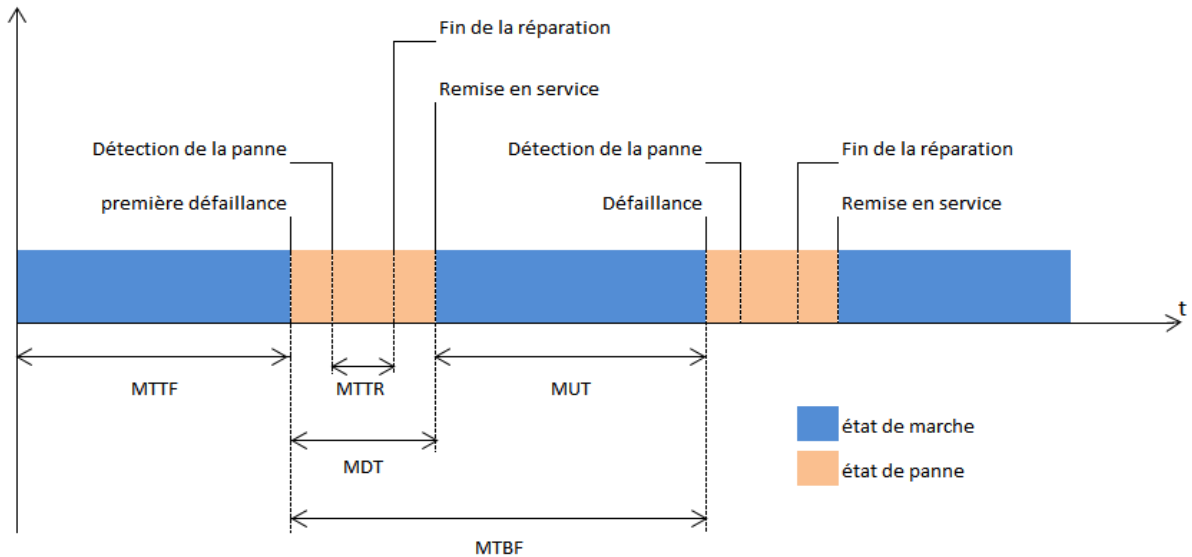 Fin de la réparation
Remise en service
Détection de la panne
Détection de la panne
Fin de la réparation
première défaillance
Défaillance
Remise en service
t
MTTF
MTTR
MUT
état de marche
MDT
état de panne
MTBF